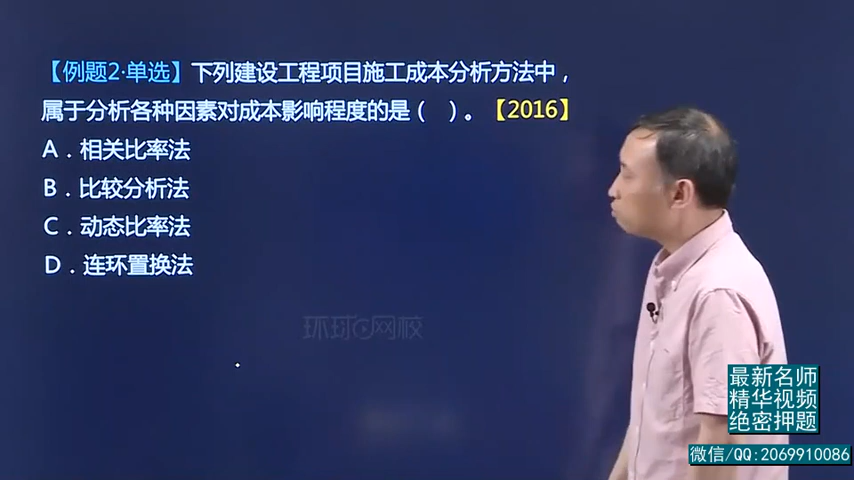 【例题2·单选】下列建设工程项目施工成本分析方法中，
属于分析各种因素对成本影响程度的是（　）。【2016】
A．相关比率法
B．比较分析法
C．动态比率法
D．连环置换法
环球网校
最新名师
精华视频
绝密押题
微信/QQ:2069910086